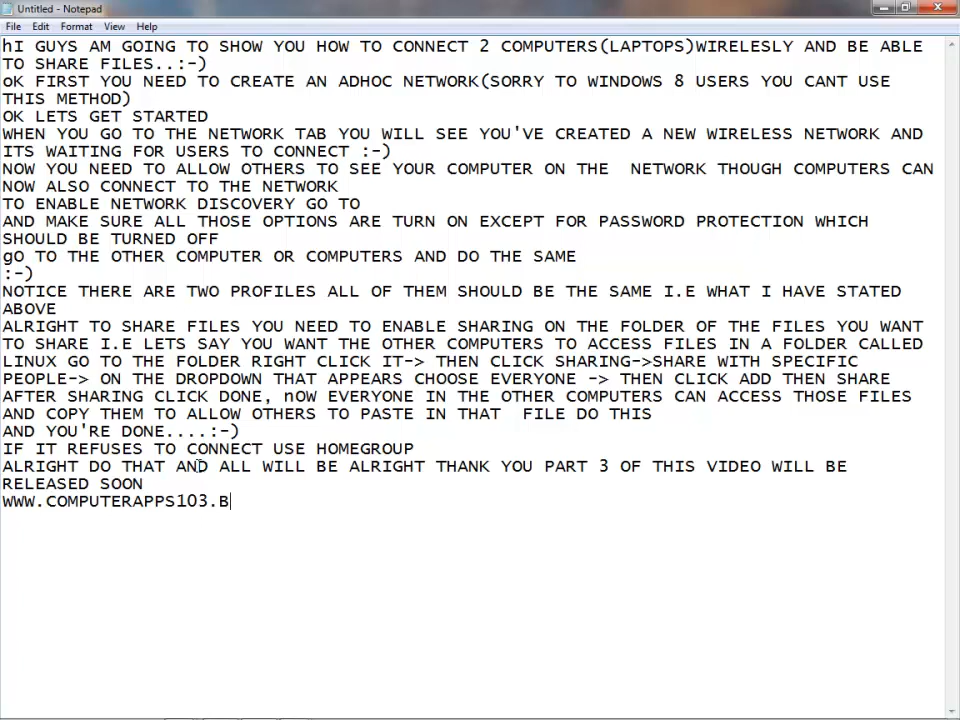 Untitled - Notepad
File Edit Format View Help
hI GUYS AM GOING TO SHOW YOU HOW TO CONNECT 2 COMPUTERS(LAPTOPS)WIRELESLY AND BE ABLE
TO SHARE FILES..:-)
oK FIRST YOU NEED TO CREATE AN ADHOC NETWORK(SORRY TO WINDOWS 8 USERS YOU CANT USE
THIS METHOD)
OK LETS GET STARTED
WHEN YOU GO TO THE NETWORK TAB YOU WILL SEE YOU'VE CREATED A NEW WIRELESS NETWORK AND
ITS WAITING FOR USERS TO CONNECT :-)
NOW YOU NEED TO ALLOW OTHERS TO SEE YOUR COMPUTER ON THE  NETWORK THOUGH COMPUTERS CAN
NOW ALSO CONNECT TO THE NETWORK
TO ENABLE NETWORK DISCOVERY GO TO
AND MAKE SURE ALL THOSE OPTIONS ARE TURN ON EXCEPT FOR PASSWORD PROTECTION WHICH
SHOULD BE TURNED OFF
gO TO THE OTHER COMPUTER OR COMPUTERS AND DO THE SAME
:-)
NOTICE THERE ARE TWO PROFILES ALL OF THEM SHOULD BE THE SAME I.E WHAT I HAVE STATED
ABOVE
ALRIGHT TO SHARE FILES YOU NEED TO ENABLE SHARING ON THE FOLDER OF THE FILES YOU WANT
TO SHARE I.E LETS SAY YOU WANT THE OTHER COMPUTERS TO ACCESS FILES IN A FOLDER CALLED
LINUX GO TO THE FOLDER RIGHT CLICK IT-> THEN CLICK SHARING->SHARE WITH SPECIFIC
PEOPLE-> ON THE DROPDOWN THAT APPEARS CHOOSE EVERYONE -> THEN CLICK ADD THEN SHARE
AFTER SHARING CLICK DONE, nOW EVERYONE IN THE OTHER COMPUTERS CAN ACCESS THOSE FILES
AND COPY THEM TO ALLOW OTHERS TO PASTE IN THAT  FILE DO THIS
AND YOU'RE DONE....:-)
IF IT REFUSES TO CONNECT USE HOMEGROUP
ALRIGHT DO THAT AND ALL WILL BE ALRIGHT THANK YOU PART 3 OF THIS VIDEO WILL BE
RELEASED SOON
WWW.COMPUTERAPPS103.B